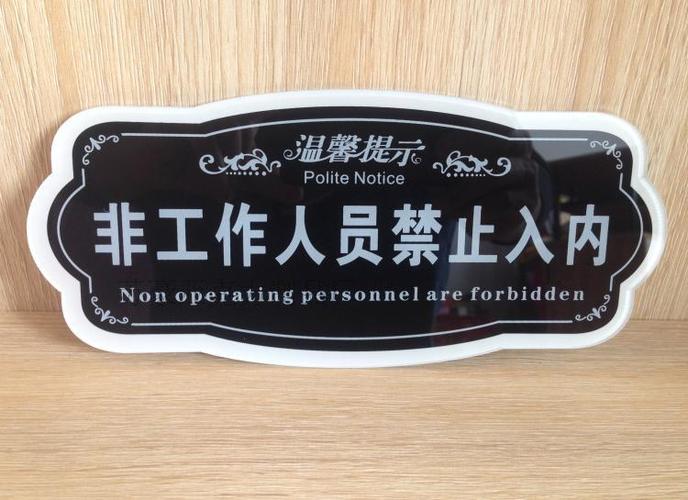 温馨提示
Polite Notice
非工作人员禁止入内
Non operating personnel are forbidden